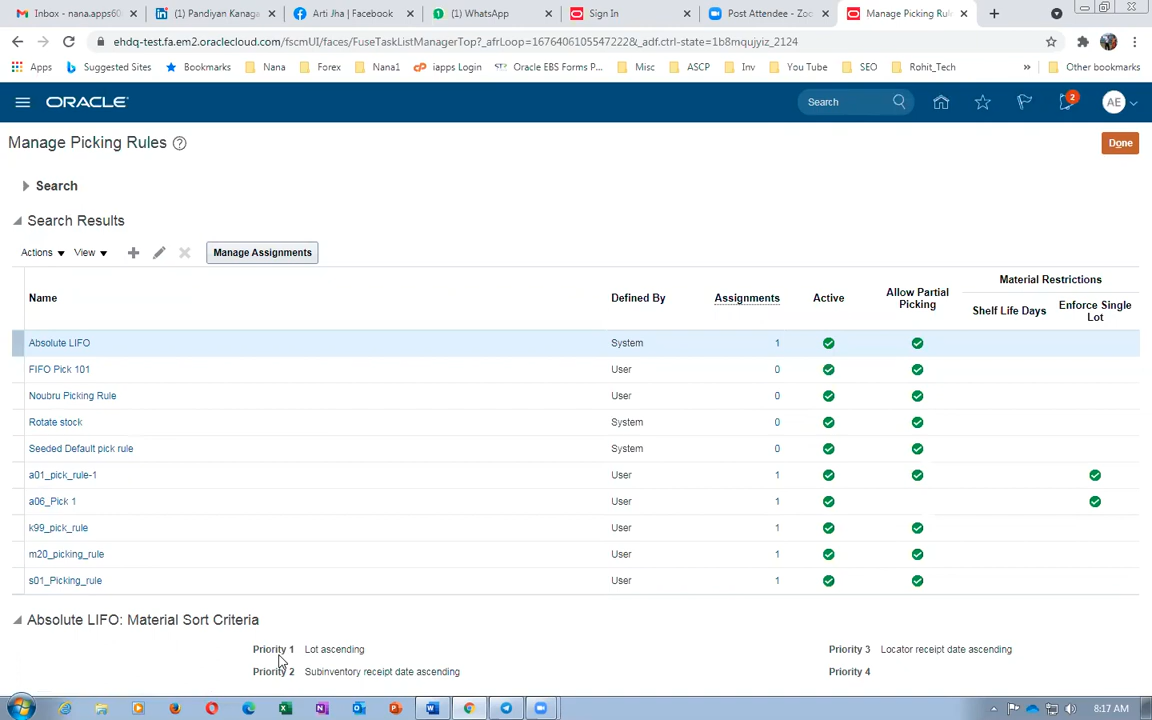 Inbox - nana.apps60
(1) Pandiyan Kanaga
Arti Jha | Facebook
(1) WhatsApp
Sign In
Post Attendee - Zoo
Manage Picking Rule
ehdq-test.fa.em2.oraclecloud.com/fscmUI/faces/FuseTaskListManagerTop?_afrLoop=1676406105547222&_adf.ctrl-state=1b8mqujyiz_2124
Apps Suggested Sites Bookmarks Nana Forex Nana1 iapps Login Oracle EBS Forms P... Misc ASCP Inv You Tube SEO Rohit_Tech » Other bookmarks
ORACLE Search 2 AE
Manage Picking Rules ? Done
Search
Search Results
Actions View Manage Assignments
Material Restrictions
Name Defined By Assignments Active Allow Partial Picking Shelf Life Days Enforce Single Lot
Absolute LIFO System 1
FIFO Pick 101 User 0
Noubru Picking Rule User 0
Rotate stock System 0
Seeded Default pick rule System 0
a01_pick_rule-1 User 1
a06_Pick 1 User 1
k99_pick_rule User 1
m20_picking_rule User 1
s01_Picking_rule User 1
Absolute LIFO: Material Sort Criteria
Priority 1 Lot ascending Priority 3 Locator receipt date ascending
Priority 2 Subinventory receipt date ascending Priority 4
8:17 AM